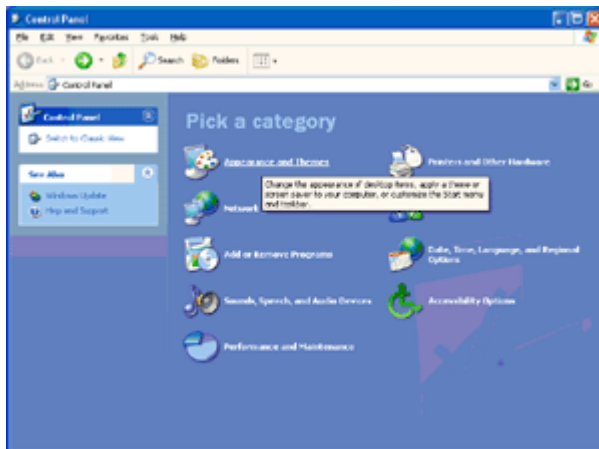 Control Panel
File Edit View Favorites Tools Help
Back Search Folders
Address Control Panel Go
Control Panel
Switch to Classic View
See Also
Windows Update
Help and Support
Pick a category
Appearance and Themes
Printers and Other Hardware
Change the appearance of desktop items, apply a theme or
screen saver to your computer, or customize the Start menu
and taskbar.
Network
Add or Remove Programs
Date, Time, Language, and Regional
Options
Sounds, Speech, and Audio Devices
Accessibility Options
Performance and Maintenance